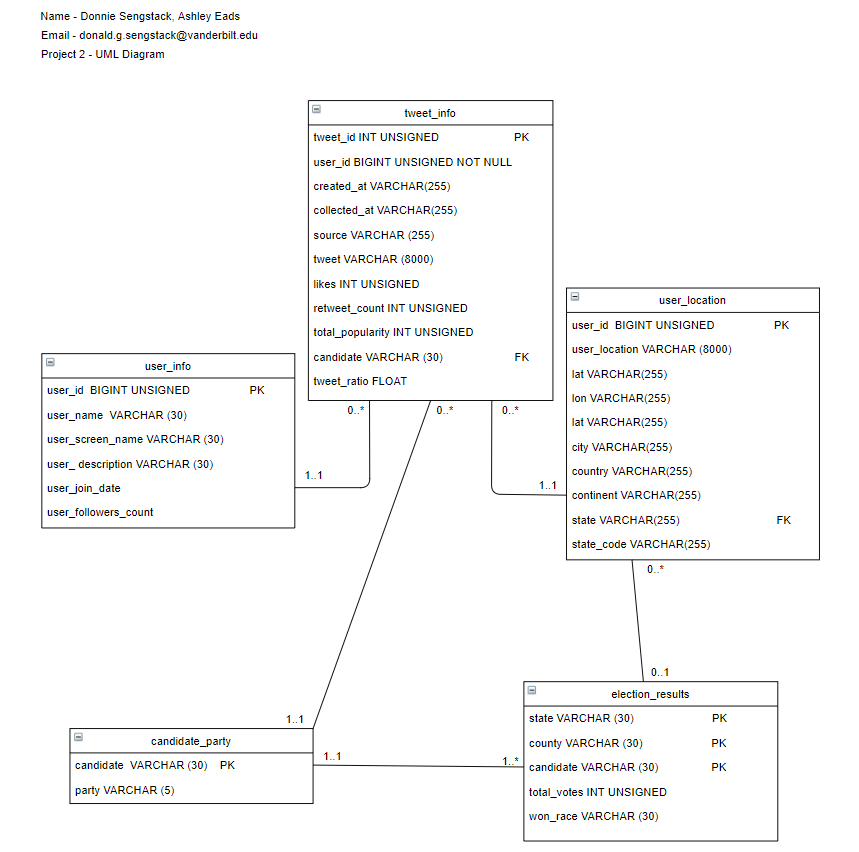 Name - Donnie Sengstack, Ashley Eads
Email - donald.g.sengstack@vanderbilt.edu
Project 2 - UML Diagram
tweet_info
tweet_id INT UNSIGNED PK
user_id BIGINT UNSIGNED NOT NULL
created_at VARCHAR(255)
collected_at VARCHAR(255)
source VARCHAR (255)
tweet VARCHAR (8000)
likes INT UNSIGNED
retweet_count INT UNSIGNED
total_popularity INT UNSIGNED
candidate VARCHAR (30) FK
tweet_ratio FLOAT
0..* 0..* 0..*
user_location
user_id BIGINT UNSIGNED PK
user_location VARCHAR (8000)
lat VARCHAR(255)
lon VARCHAR(255)
lat VARCHAR(255)
city VARCHAR(255)
country VARCHAR(255)
continent VARCHAR(255)
state VARCHAR(255) FK
state_code VARCHAR(255)
1..1
0..*
user_info
user_id BIGINT UNSIGNED PK
user_name VARCHAR (30)
user_screen_name VARCHAR (30)
user_ description VARCHAR (30)
user_join_date
user_followers_count
1..1
0..1
election_results
state VARCHAR (30) PK
county VARCHAR (30) PK
candidate VARCHAR (30) PK
total_votes INT UNSIGNED
won_race VARCHAR (30)
1..1
candidate_party
candidate VARCHAR (30) PK
party VARCHAR (5)
1..1 1..*